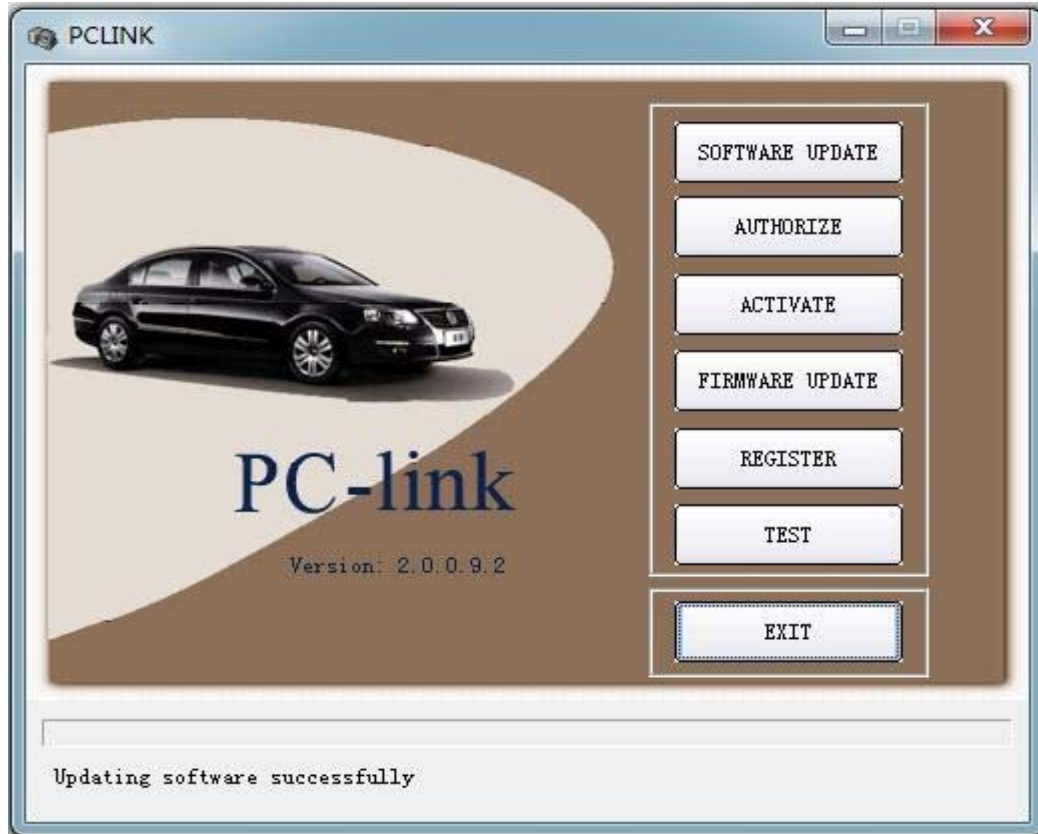 PCLINK
SOFTWARE UPDATE
AUTHORIZE
ACTIVATE
FIRMWARE UPDATE
REGISTER
TEST
EXIT
PC-link
Version: 2.0.0.9.2
Updating software successfully